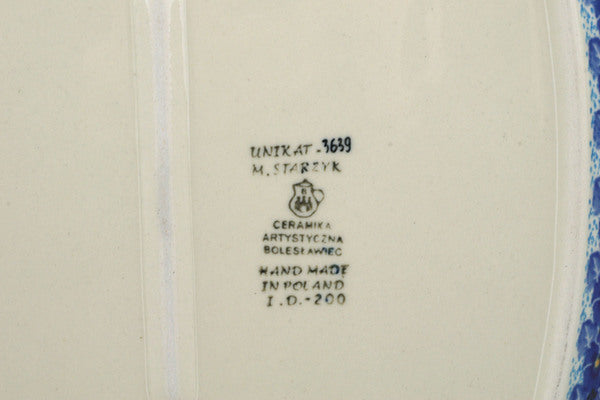 UNIKAT-3639
M. STARZYK
B
CERAMIKA
ARTYSTYCZNA
BOLESŁAWIEC
HAND MADE
IN POLAND
I.D.-200